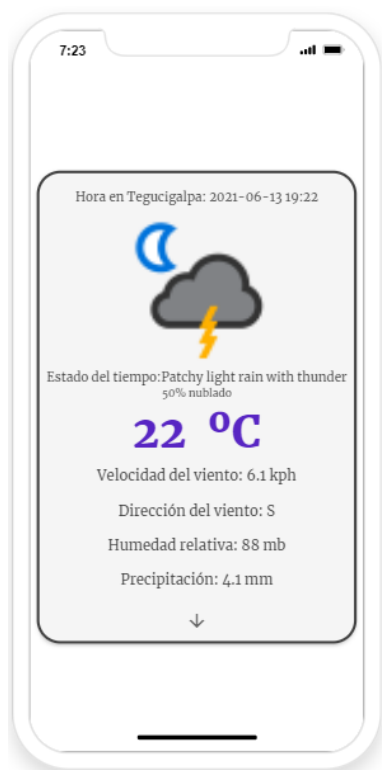 7:23
Hora en Tegucigalpa: 2021-06-13 19:22
Estado del tiempo:Patchy light rain with thunder
50% nublado
22 ºC
Velocidad del viento: 6.1 kph
Dirección del viento: S
Humedad relativa: 88 mb
Precipitación: 4.1 mm